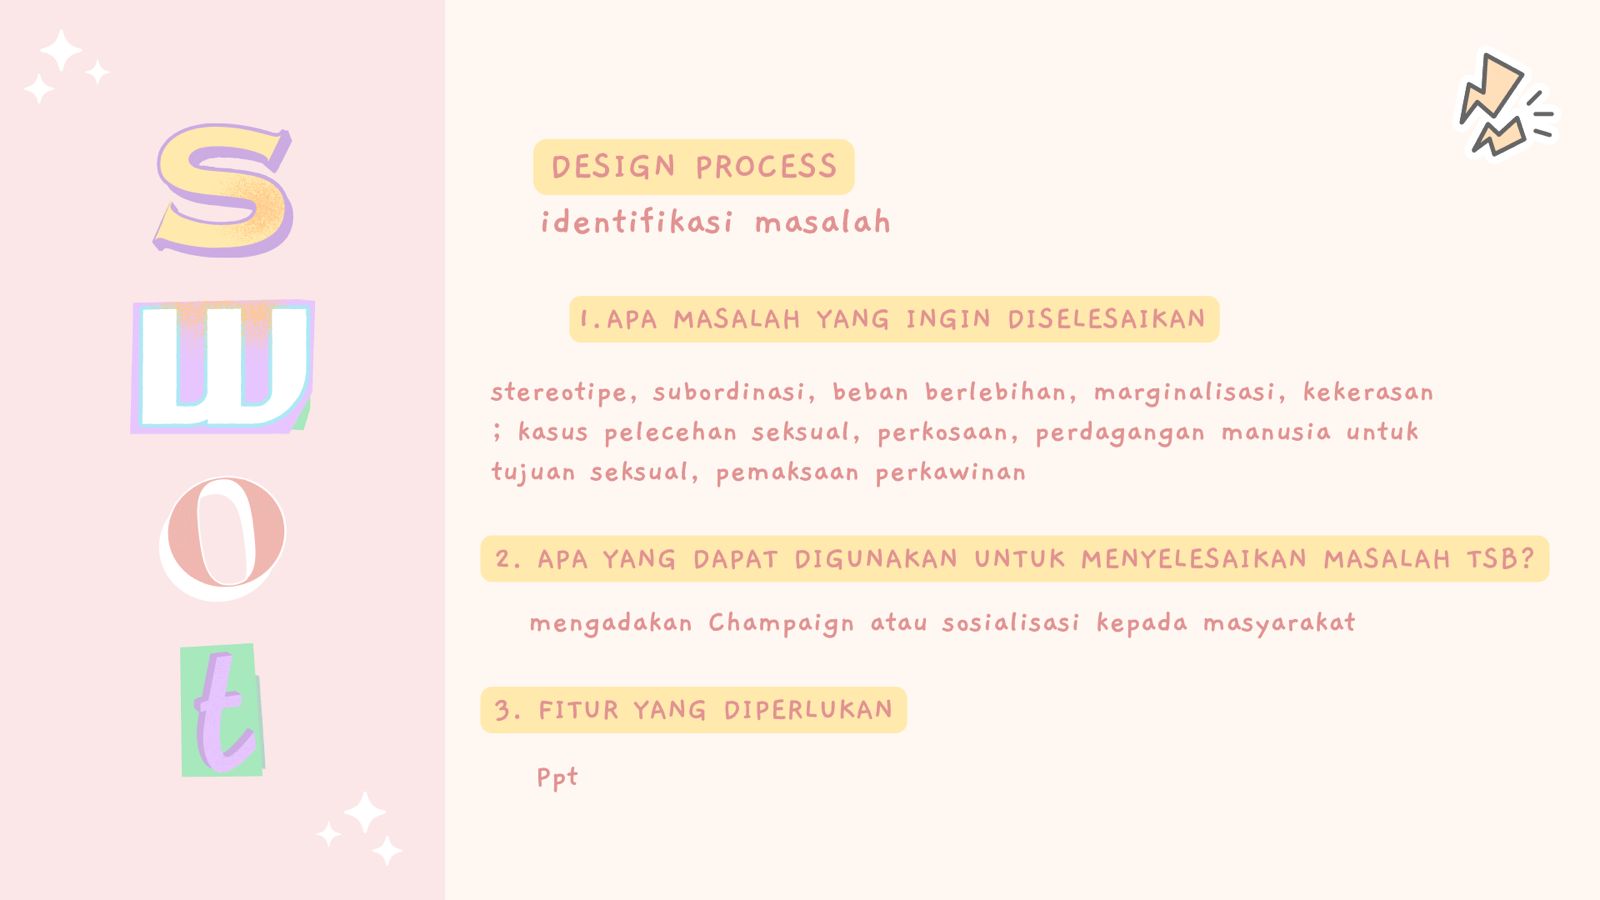 S
W
O
t
DESIGN PROCESS
identifikasi masalah
1. APA MASALAH YANG INGIN DISELESAIKAN
stereotipe, subordinasi, beban berlebihan, marginalisasi, kekerasan
; kasus pelecehan seksual, perkosaan, perdagangan manusia untuk
tujuan seksual, pemaksaan perkawinan
2. APA YANG DAPAT DIGUNAKAN UNTUK MENYELESAIKAN MASALAH TSB?
mengadakan Champaign atau sosialisasi kepada masyarakat
3. FITUR YANG DIPERLUKAN
Ppt